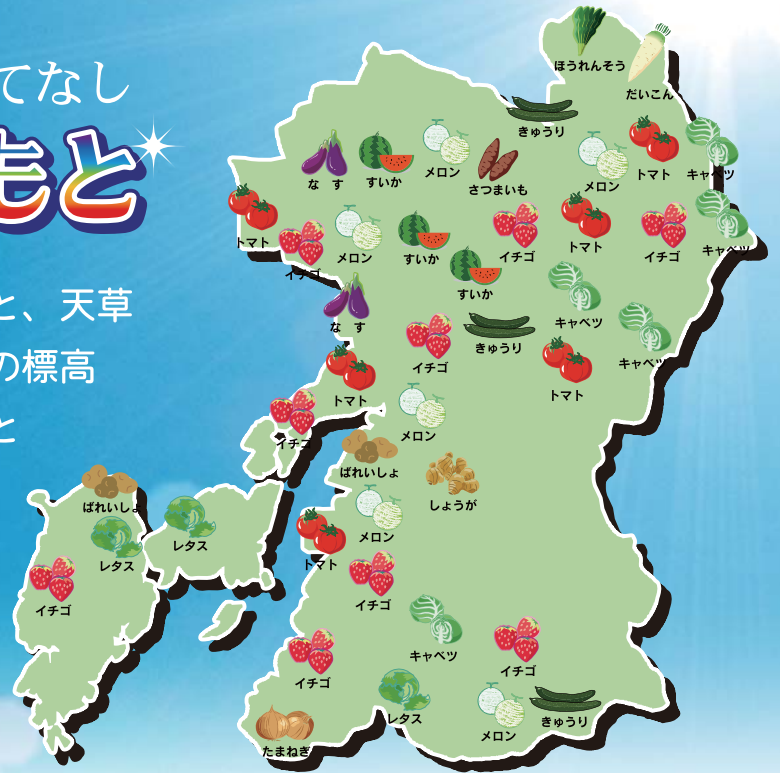 てなし
もと
と、天草
の標高
と
ほうれんそう
だいこん
きゅうり
なす
すいか
メロン
さつまいも
メロン
トマト
キャベツ
トマト
イチゴ
メロン
すいか
イチゴ
トマト
イチゴ
キャベツ
すいか
なす
イチゴ
きゅうり
キャベツ
キャベツ
トマト
トマト
イチゴ
メロン
ばれいしょ
しょうが
ばれいしょ
レタス
レタス
トマト
メロン
イチゴ
イチゴ
イチゴ
キャベツ
イチゴ
たまねぎ
レタス
メロン
きゅうり